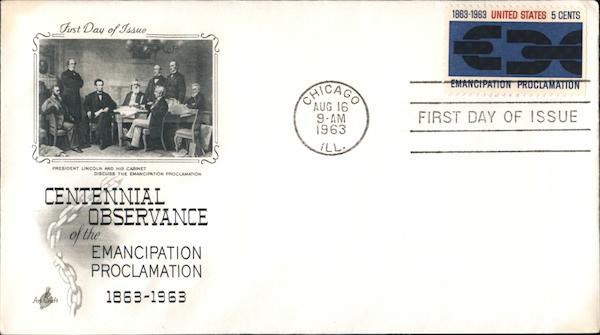 First Day of Issue
PRESIDENT LINCOLN AND HIS CABINET
DISCUSS THE EMANCIPATION PROCLAMATION
CENTENNIAL
OBSERVANCE
of the
EMANCIPATION
PROCLAMATION
1863-1963
Art Craft
CHICAGO
AUG 16
9-AM
1963
ILL.
1863-1963 UNITED STATES 5 CENTS
EMANCIPATION PROCLAMATION
FIRST DAY OF ISSUE